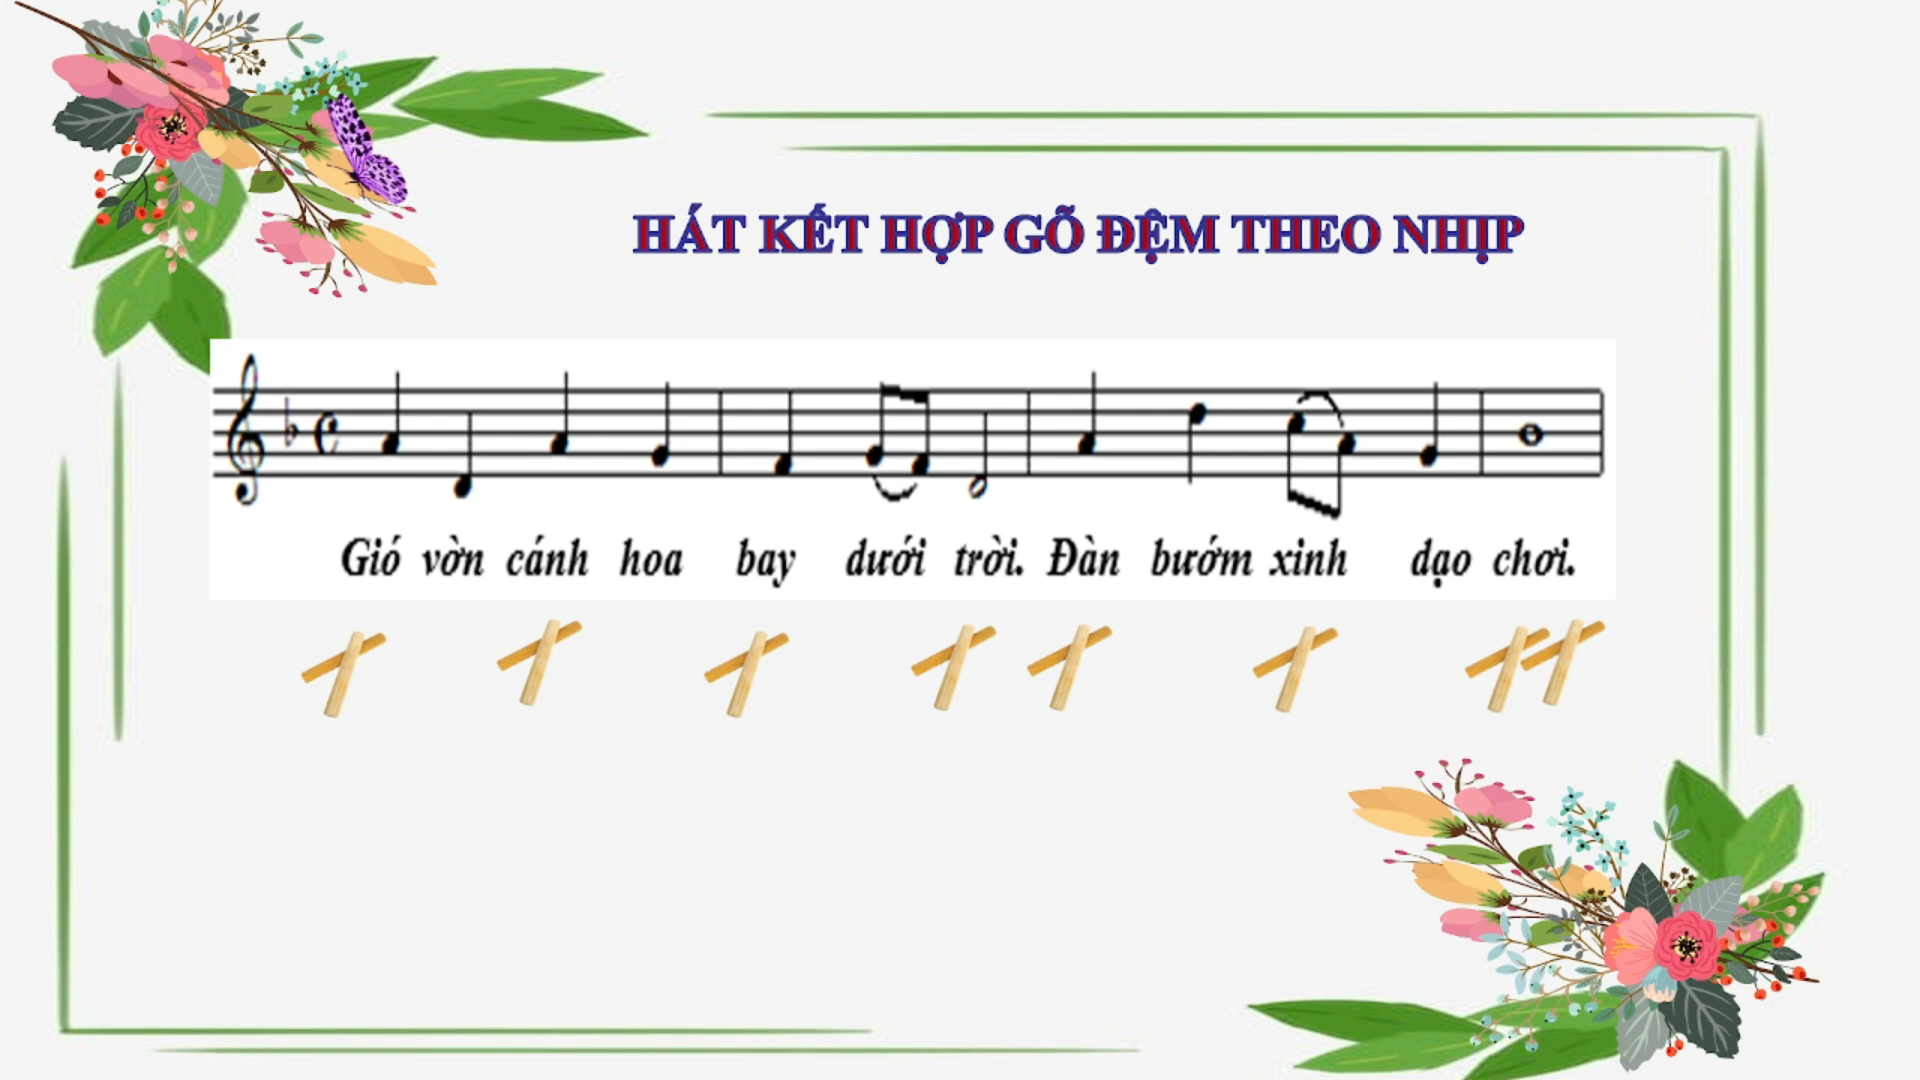 HÁT KẾT HỢP GÕ ĐỆM THEO NHỊP
Gió vờn cánh hoa bay dưới trời. Đàn bướm xinh dạo chơi.